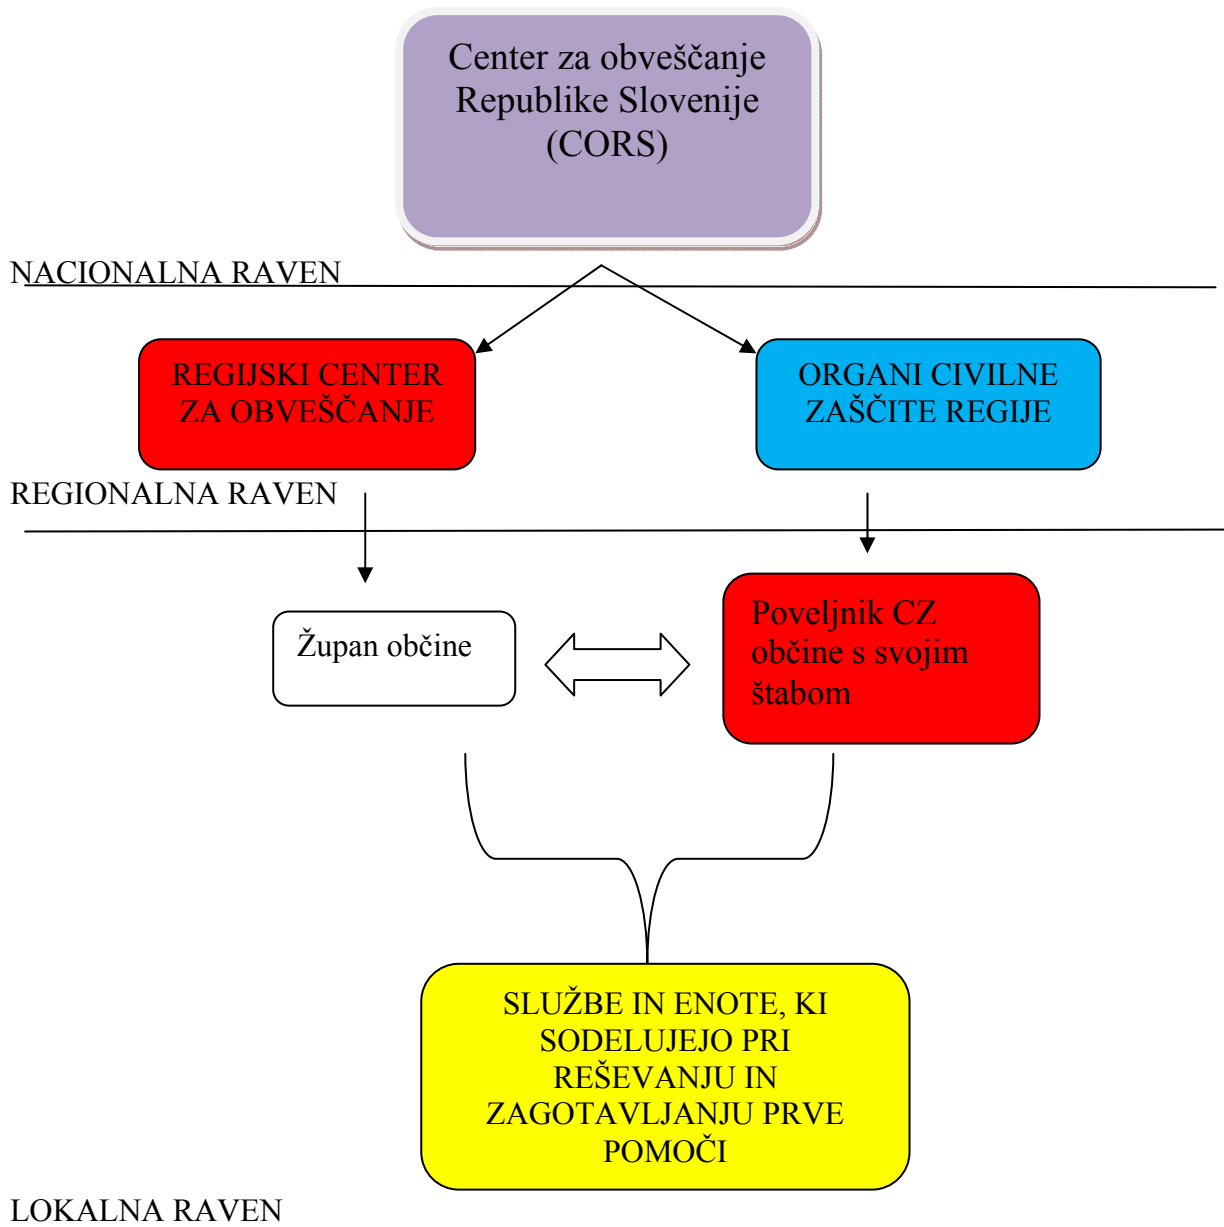 Center za obveščanje
Republike Slovenije
(CORS)
NACIONALNA RAVEN
REGIJSKI CENTER
ZA OBVEŠČANJE
ORGANI CIVILNE
ZAŠČITE REGIJE
REGIONALNA RAVEN
Župan občine
Poveljnik CZ
občine s svojim
štabom
SLUŽBE IN ENOTE, KI
SODELUJEJO PRI
REŠEVANJU IN
ZAGOTAVLJANJU PRVE
POMOČI
LOKALNA RAVEN